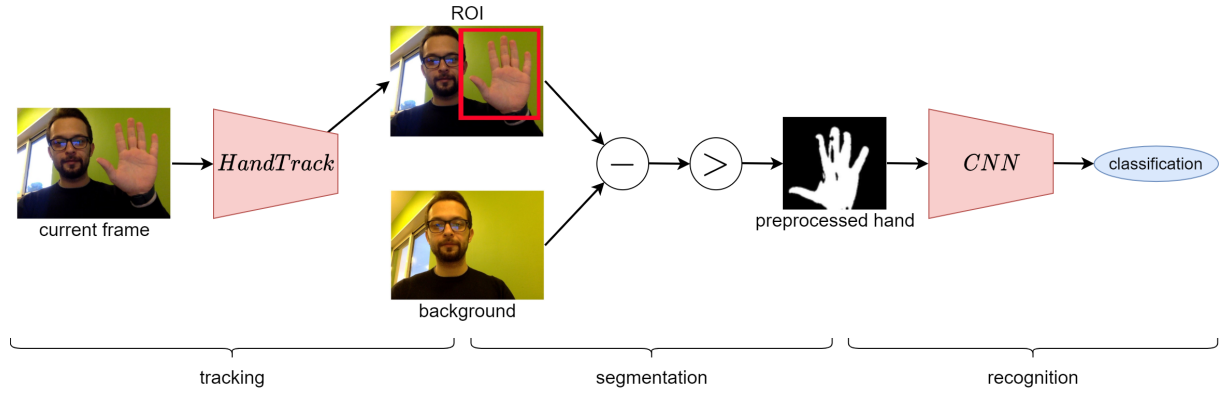 ROI
HandTrack
−
>
CNN
classification
current frame
preprocessed hand
background
tracking
segmentation
recognition